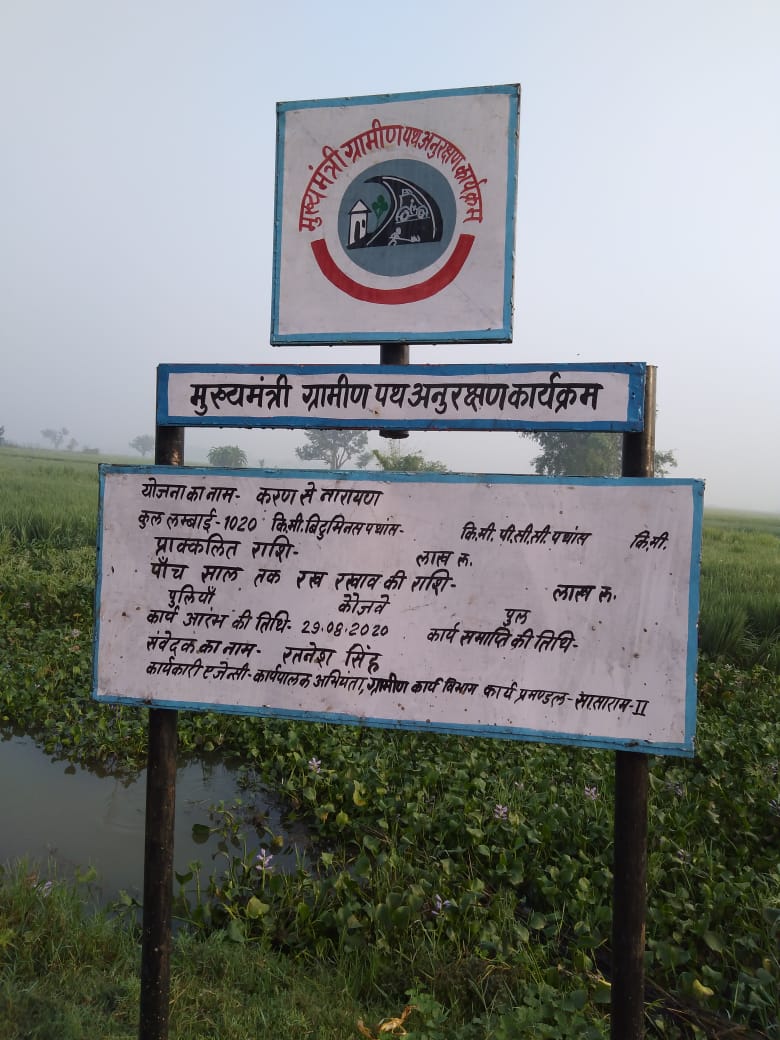 मुख्यमंत्री ग्रामीण पथ अनुरक्षण कार्यक्रम
मुख्यमंत्री ग्रामीण पथ अनुरक्षण कार्यक्रम
योजना का नाम- करण से नारायण
कुल लम्बाई- 1020 कि.मी. बिटुमिनस पथांस- कि.मी. पी.सी.सी. पथांस कि.मी.
प्राक्कलित राशि- लाख रु.
पाँच साल तक रख रखाव की राशि- लाख रु.
पुलियाँ कौजवे पुल
कार्य आरंभ की तिथि- 29.08.2020 कार्य समाप्ति की तिथि-
संवेदक का नाम- रतनेश सिंह
कार्यकारी एजेन्सी- कार्यपालक अभियंता, ग्रामीण कार्य विभाग कार्य प्रमण्डल- सासाराम-II